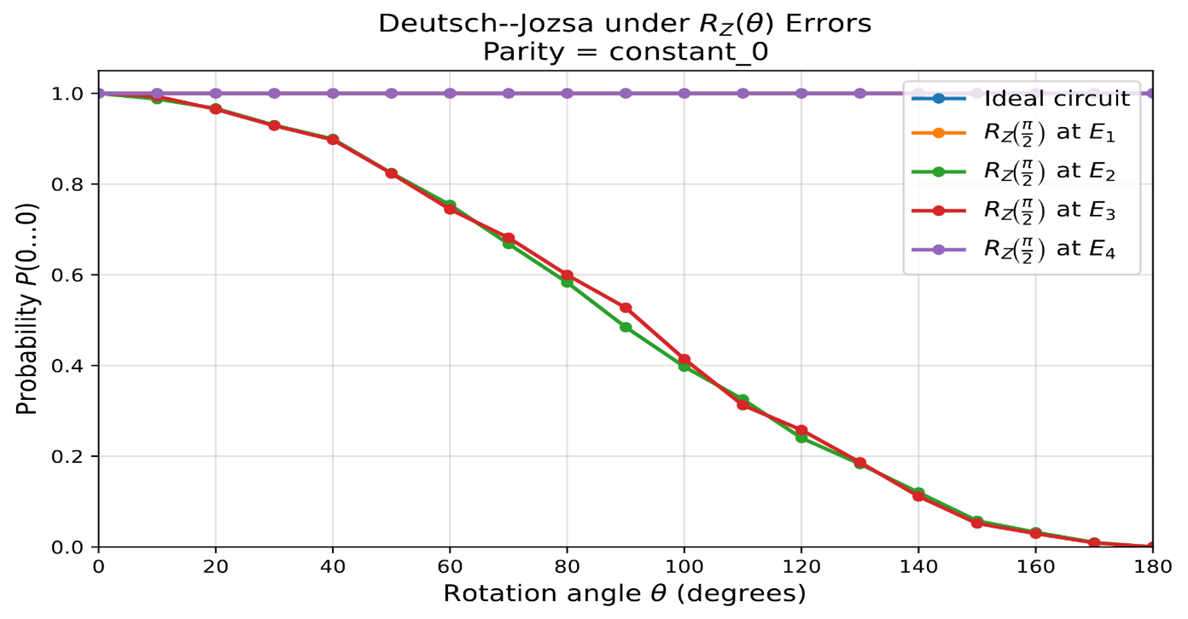 Deutsch--Jozsa under R_Z(θ) Errors
Parity = constant_0
Probability P(0...0)
1.0
0.8
0.6
0.4
0.2
0.0
Ideal circuit
R_Z(π/2) at E_1
R_Z(π/2) at E_2
R_Z(π/2) at E_3
R_Z(π/2) at E_4
0 20 40 60 80 100 120 140 160 180
Rotation angle θ (degrees)